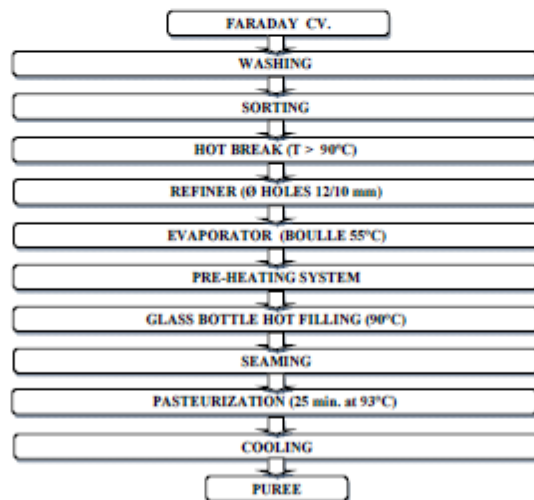 FARADAY CV.
WASHING
SORTING
HOT BREAK (T > 90°C)
REFINER (Ø HOLES 12/10 mm)
EVAPORATOR (BOULLE 55°C)
PRE-HEATING SYSTEM
GLASS BOTTLE HOT FILLING (90°C)
SEAMING
PASTEURIZATION (25 min. at 93°C)
COOLING
PUREE